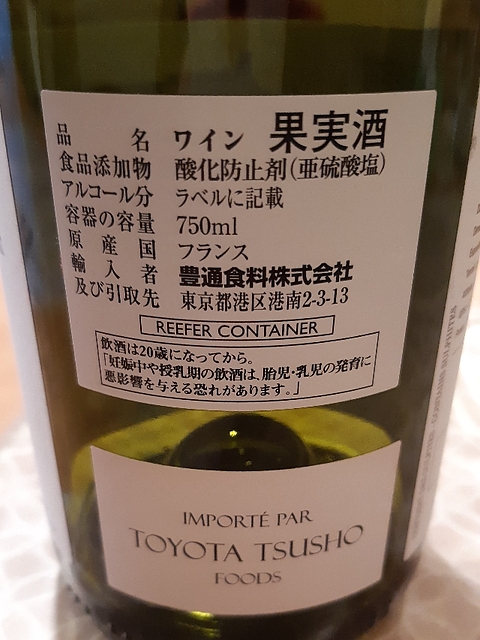 品名 ワイン 果実酒
食品添加物 酸化防止剤(亜硫酸塩)
アルコール分 ラベルに記載
容器の容量 750ml
原産国 フランス
輸入者 豊通食料株式会社
及び引取先 東京都港区港南2-3-13
REEFER CONTAINER
飲酒は20歳になってから。
「妊娠中や授乳期の飲酒は、胎児・乳児の発育に
悪影響を与える恐れがあります。」
IMPORTÉ PAR
TOYOTA TSUSHO
FOODS